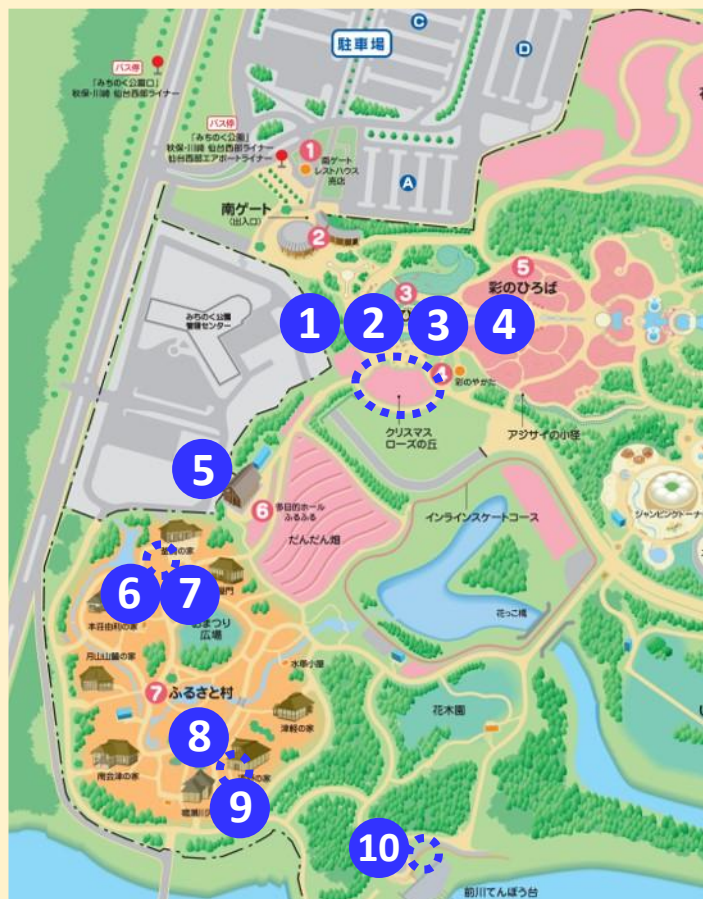 C
駐車場
D
バス停
「みちのく公園口」
秋保・川崎 仙台西部ライナー
バス停
「みちのく公園」
秋保・川崎 仙台西部ライナー
仙台西部エアポートライナー
1
南ゲート
レストハウス
売店
A
南ゲート
(出入口)
2
5
彩のひろば
3
みちのく公園
管理センター
1
2
3
4
4
彩のやかた
クリスマス
ローズの丘
アジサイの小径
5
6
多目的ホール
ふるふる
だんだん畑
インラインスケートコース
ジャンピングドーナ
6
7
本荘由利の家
おまつり
広場
花っこ橋
月山山麓の家
水車小屋
7
ふるさと村
津軽の家
花木園
8
南会津の家
の家
9
10
前川てんぼう台